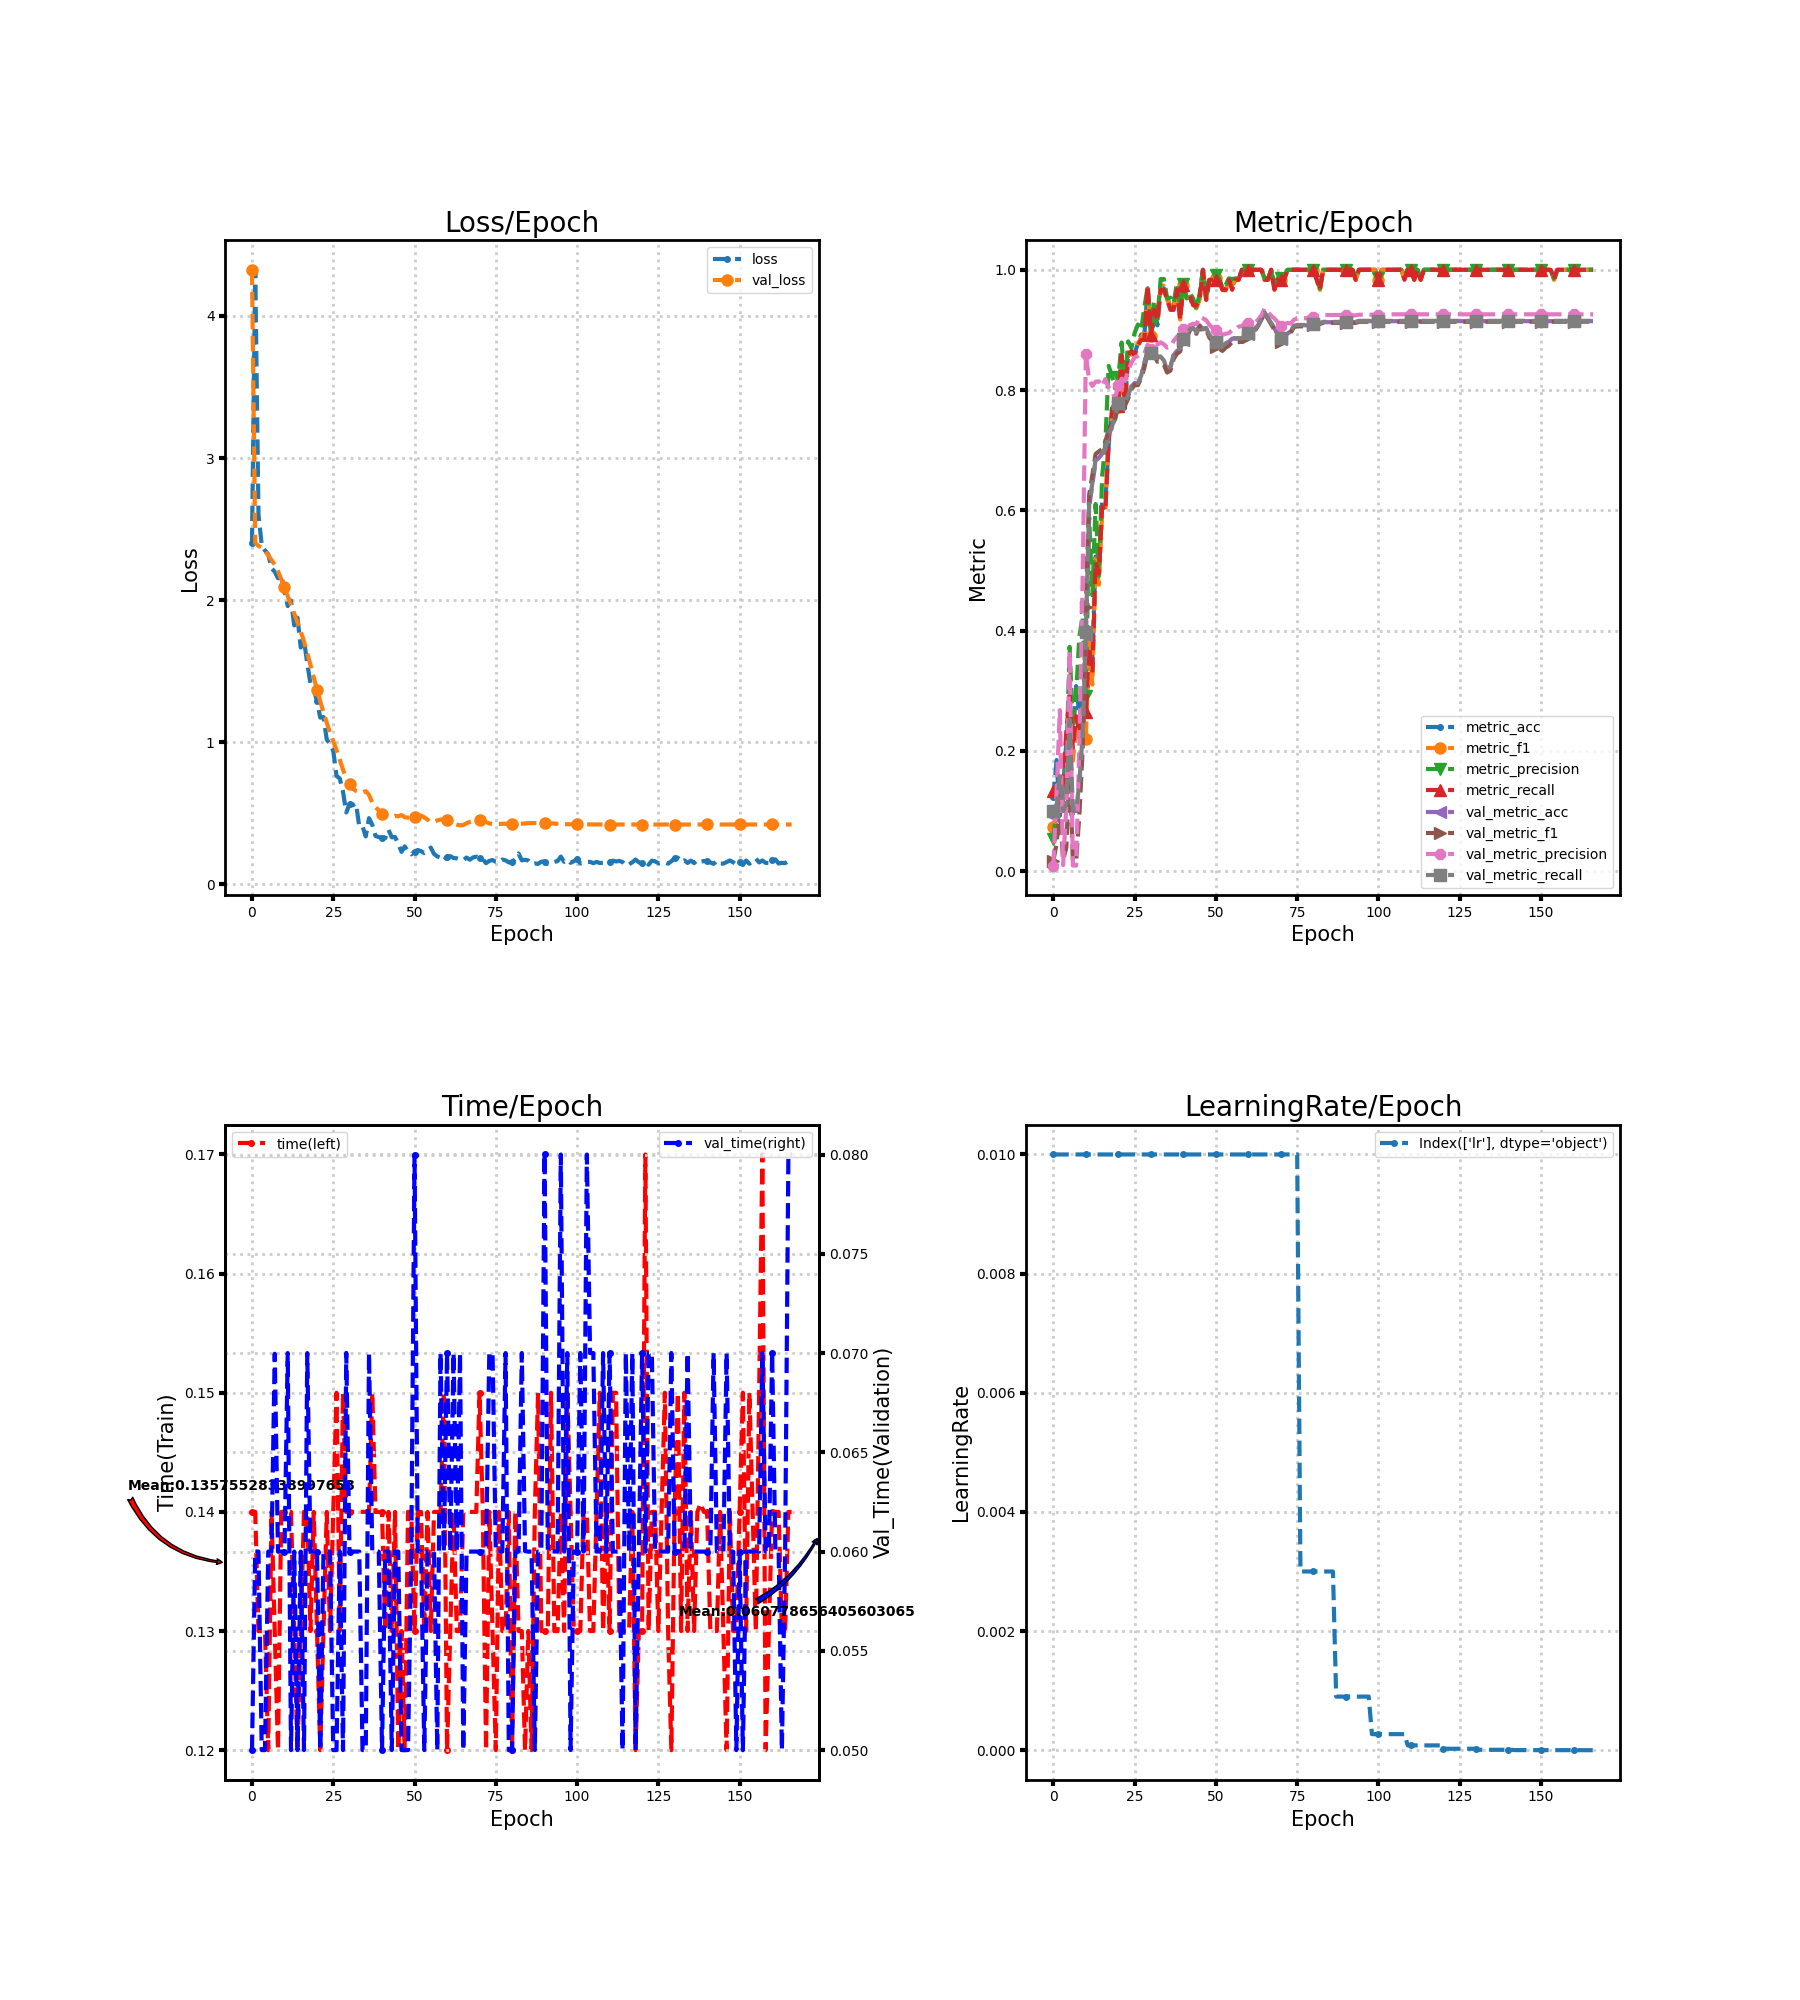 Loss/Epoch
loss
val_loss
4
3
2
1
0
Loss
0 25 50 75 100 125 150
Epoch
Metric/Epoch
1.0
0.8
0.6
0.4
0.2
0.0
Metric
metric_acc
metric_f1
metric_precision
metric_recall
val_metric_acc
val_metric_f1
val_metric_precision
val_metric_recall
0 25 50 75 100 125 150
Epoch
Time/Epoch
time(left)
val_time(right)
0.17
0.16
0.15
0.14
0.13
0.12
Time(Train)
0.080
0.075
0.070
0.065
0.060
0.055
0.050
Val_Time(Validation)
Mean:0.060778656405603065
0 25 50 75 100 125 150
Epoch
LearningRate/Epoch
Index(['lr'], dtype='object')
0.010
0.008
0.006
0.004
0.002
0.000
LearningRate
0 25 50 75 100 125 150
Epoch